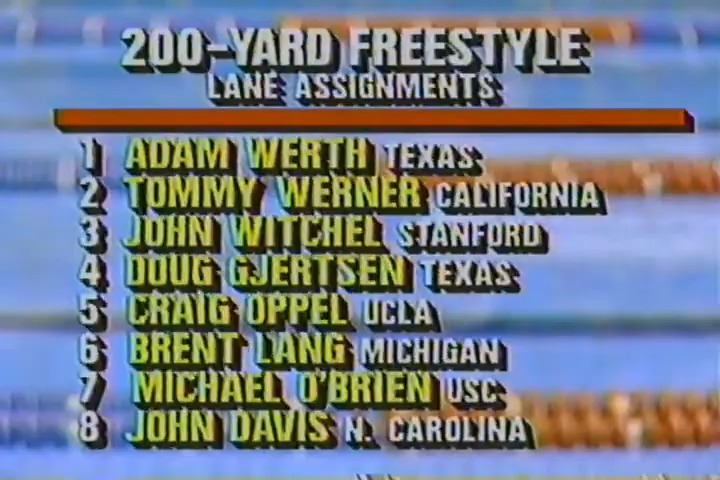 200-YARD FREESTYLE
LANE ASSIGNMENTS
1 ADAM WERTH TEXAS
2 TOMMY WERNER CALIFORNIA
3 JOHN WITCHEL STANFORD
4 DOUG GJERTSEN TEXAS
5 CRAIG OPPEL UCLA
6 BRENT LANG MICHIGAN
7 MICHAEL O'BRIEN USC
8 JOHN DAVIS N. CAROLINA